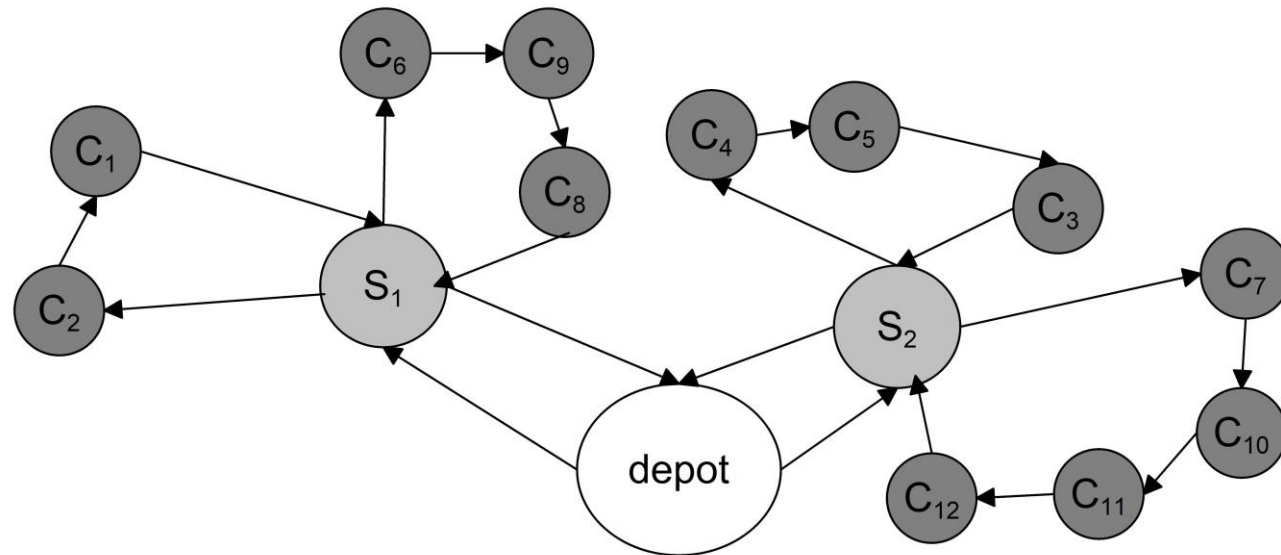 C₆
C₉
C₁
C₄
C₅
C₈
C₃
S₁
C₂
C₇
S₂
depot
C₁₀
C₁₂
C₁₁